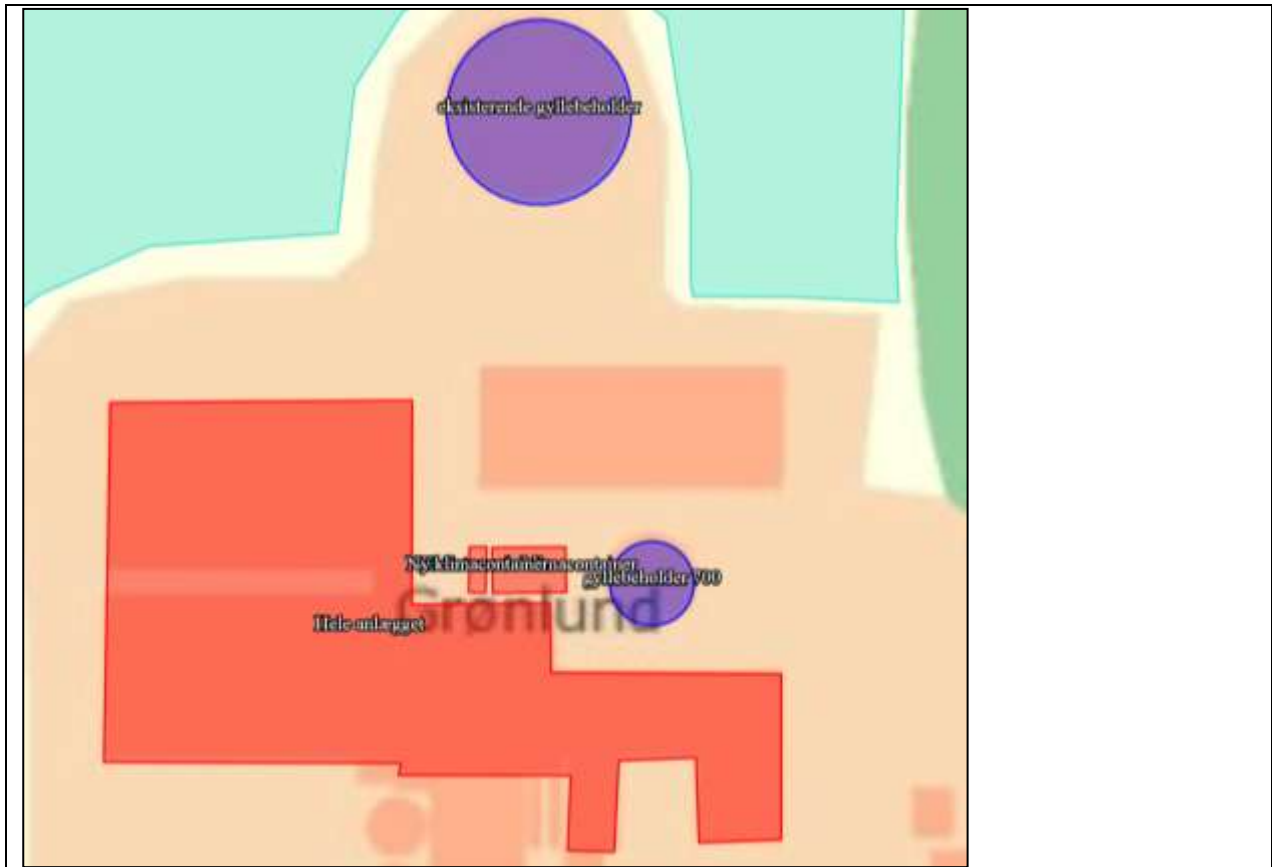 eksisterende gyllebeholder
Ny klimacontainer
gyllebeholder 700
Grønlund
Hele anlægget